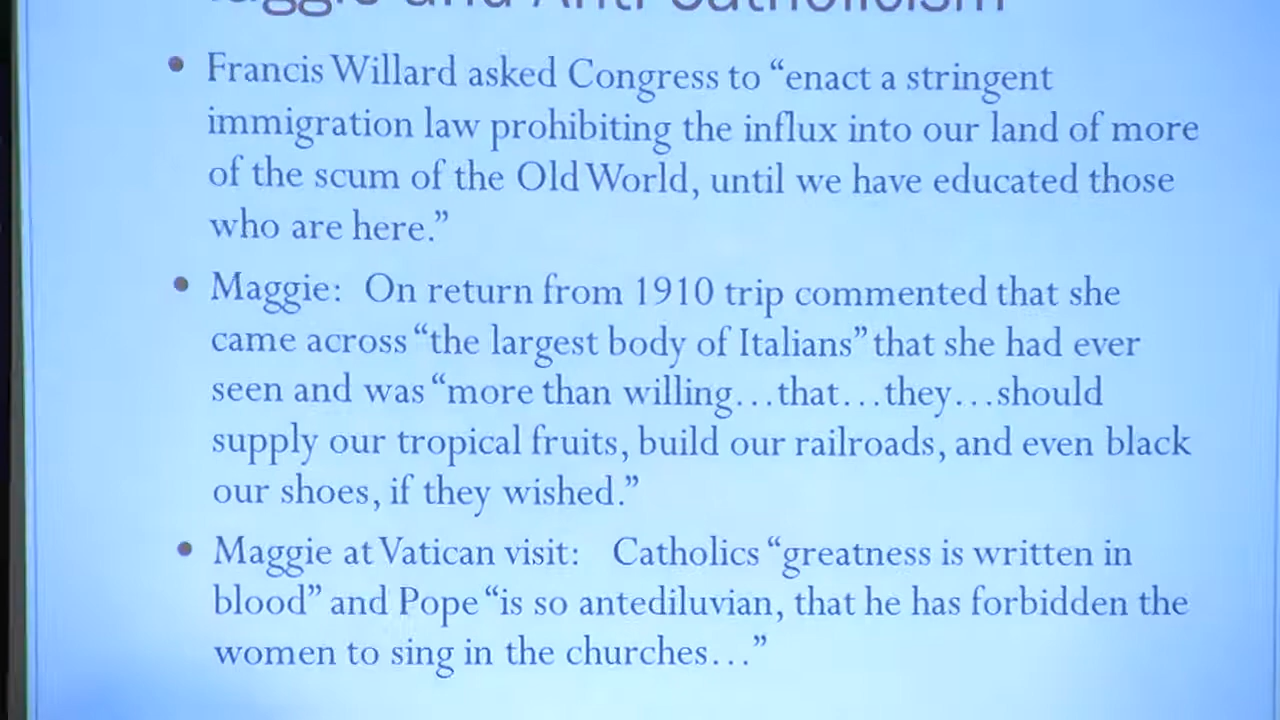 and Anti-Catholicism
• Francis Willard asked Congress to “enact a stringent
immigration law prohibiting the influx into our land of more
of the scum of the Old World, until we have educated those
who are here.”
• Maggie: On return from 1910 trip commented that she
came across “the largest body of Italians” that she had ever
seen and was “more than willing…that…they…should
supply our tropical fruits, build our railroads, and even black
our shoes, if they wished.”
• Maggie at Vatican visit: Catholics “greatness is written in
blood” and Pope “is so antediluvian, that he has forbidden the
women to sing in the churches…”